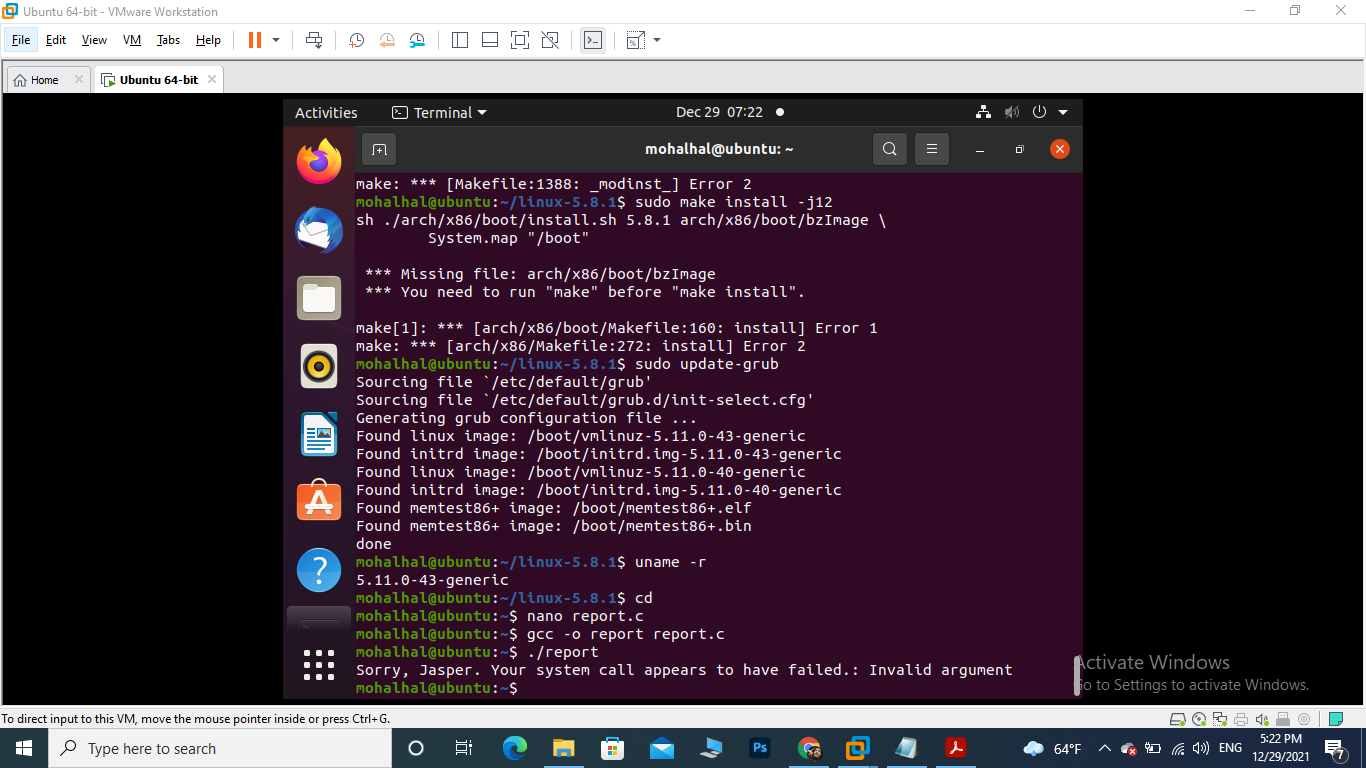 Ubuntu 64-bit - VMware Workstation
File Edit View VM Tabs Help
Home
Ubuntu 64-bit
Activities
Terminal
Dec 29 07:22
mohalhal@ubuntu: ~
make: *** [Makefile:1388: _modinst_] Error 2
mohalhal@ubuntu:~/linux-5.8.1$ sudo make install -j12
sh ./arch/x86/boot/install.sh 5.8.1 arch/x86/boot/bzImage \
System.map "/boot"
*** Missing file: arch/x86/boot/bzImage
*** You need to run "make" before "make install".
make[1]: *** [arch/x86/boot/Makefile:160: install] Error 1
make: *** [arch/x86/Makefile:272: install] Error 2
mohalhal@ubuntu:~/linux-5.8.1$ sudo update-grub
Sourcing file `/etc/default/grub'
Sourcing file `/etc/default/grub.d/init-select.cfg'
Generating grub configuration file ...
Found linux image: /boot/vmlinuz-5.11.0-43-generic
Found initrd image: /boot/initrd.img-5.11.0-43-generic
Found linux image: /boot/vmlinuz-5.11.0-40-generic
Found initrd image: /boot/initrd.img-5.11.0-40-generic
Found memtest86+ image: /boot/memtest86+.elf
Found memtest86+ image: /boot/memtest86+.bin
done
mohalhal@ubuntu:~/linux-5.8.1$ uname -r
5.11.0-43-generic
mohalhal@ubuntu:~/linux-5.8.1$ cd
mohalhal@ubuntu:~$ nano report.c
mohalhal@ubuntu:~$ gcc -o report report.c
mohalhal@ubuntu:~$ ./report
Sorry, Jasper. Your system call appears to have failed.: Invalid argument
mohalhal@ubuntu:~$
Activate Windows
Go to Settings to activate Windows.
To direct input to this VM, move the mouse pointer inside or press Ctrl+G.
Type here to search
Ps
64°F
ENG
5:22 PM
12/29/2021
7